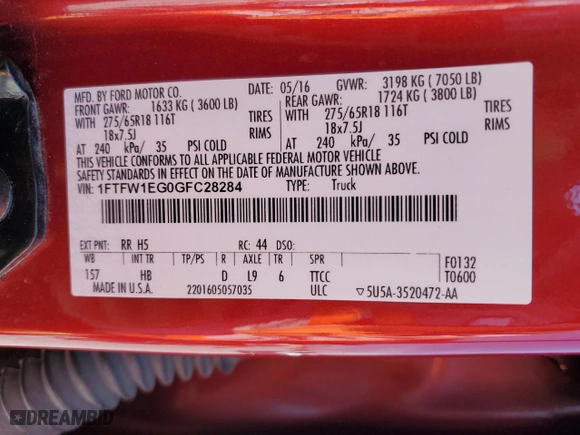 MFD. BY FORD MOTOR CO. DATE: 05/16 GVWR: 3198 KG ( 7050 LB)
FRONT GAWR: 1633 KG ( 3600 LB) REAR GAWR: 1724 KG ( 3800 LB)
WITH 275/65R18 116T TIRES WITH 275/65R18 116T TIRES
18x7.5J RIMS 18x7.5J RIMS
AT 240 kPa/ 35 PSI COLD AT 240 kPa/ 35 PSI COLD
THIS VEHICLE CONFORMS TO ALL APPLICABLE FEDERAL MOTOR VEHICLE
SAFETY STANDARDS IN EFFECT ON THE DATE OF MANUFACTURE SHOWN ABOVE.
VIN: 1FTFW1EG0GFC28284 TYPE: Truck
EXT PNT: RR H5 RC: 44 DSO: F0132
WB INT TR TP/PS R AXLE TR SPR T0600
157 HB D L9 6 TTCC
MADE IN U.S.A. 2201605057035 ULC ▽5U5A-3520472-AA
DREAMBID